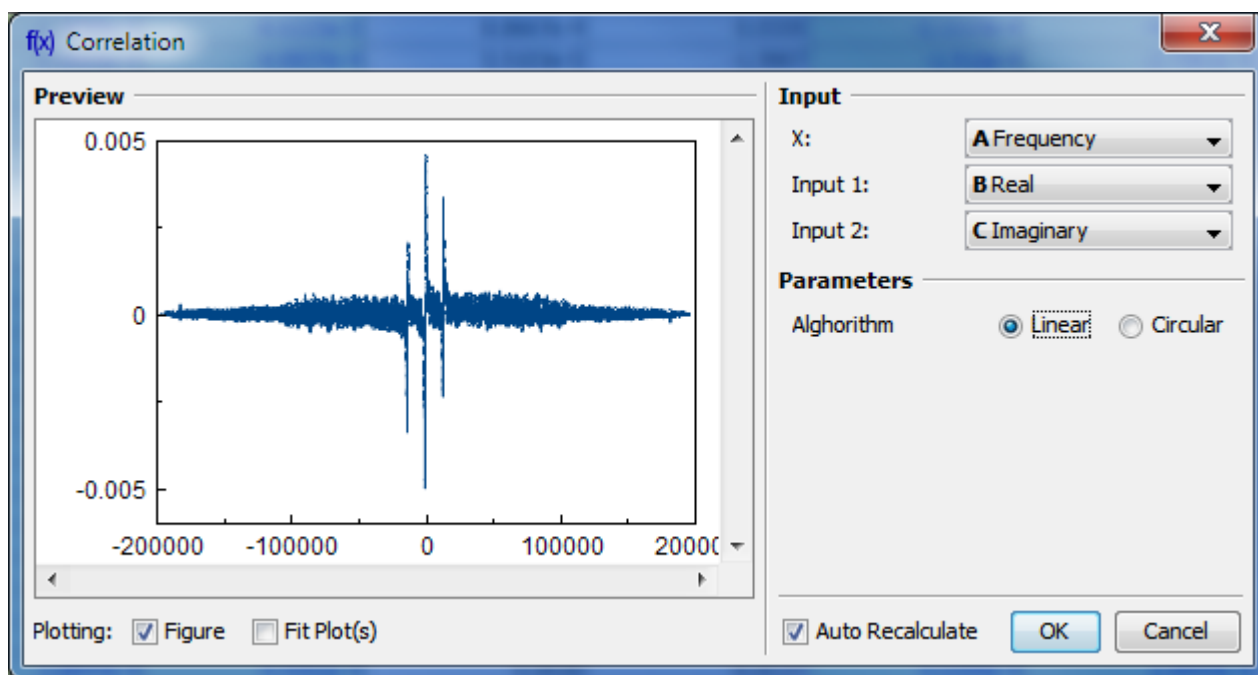 f(x) Correlation
Preview
0.005
0
-0.005
-200000 -100000 0 100000 20000
Plotting: Figure Fit Plot(s)
Input
X: A Frequency
Input 1: B Real
Input 2: C Imaginary
Parameters
Alghorithm Linear Circular
Auto Recalculate OK Cancel